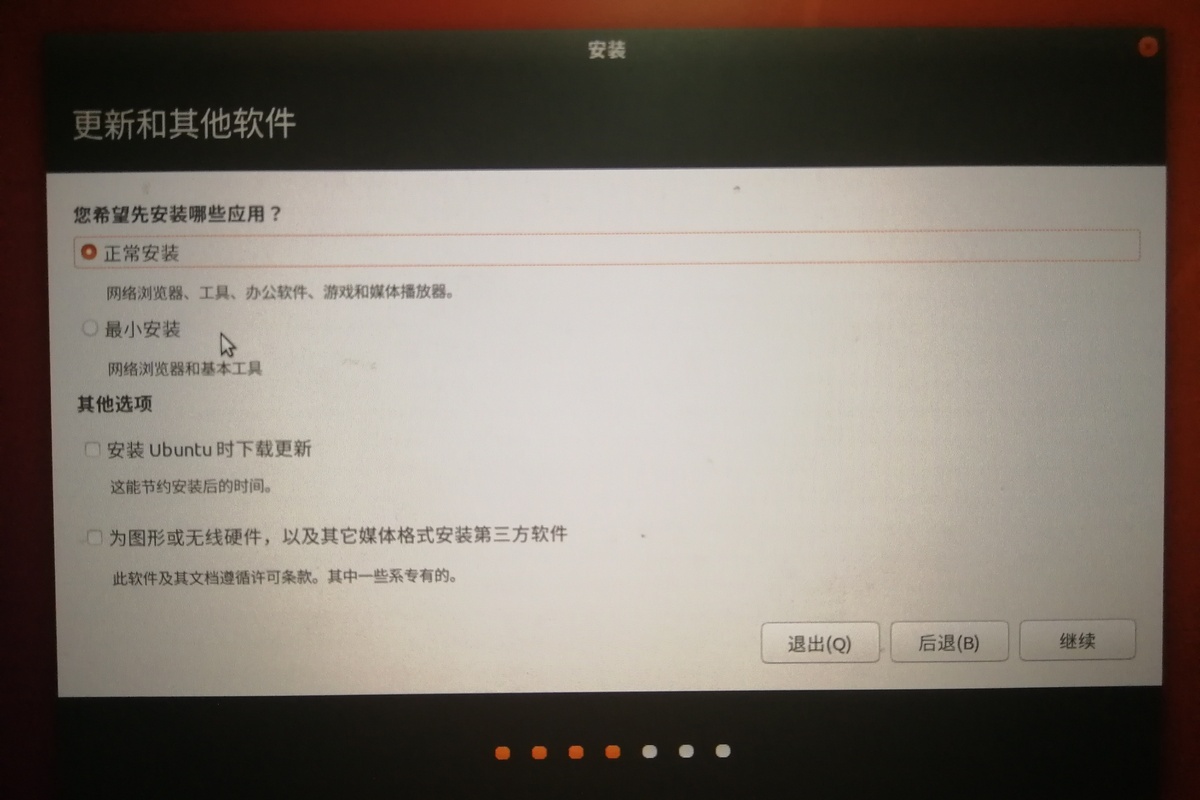 安装
更新和其他软件
您希望先安装哪些应用？
正常安装
网络浏览器、工具、办公软件、游戏和媒体播放器。
最小安装
网络浏览器和基本工具
其他选项
安装 Ubuntu 时下载更新
这能节约安装后的时间。
为图形或无线硬件，以及其它媒体格式安装第三方软件
此软件及其文档遵循许可条款。其中一些系专有的。
退出(Q) 后退(B) 继续